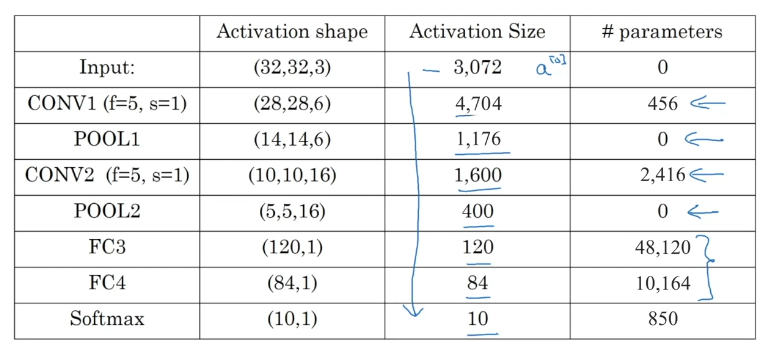 Activation shape Activation Size # parameters
Input: (32,32,3) 3,072 a[0] 0
CONV1 (f=5, s=1) (28,28,6) 4,704 456
POOL1 (14,14,6) 1,176 0
CONV2 (f=5, s=1) (10,10,16) 1,600 2,416
POOL2 (5,5,16) 400 0
FC3 (120,1) 120 48,120
FC4 (84,1) 84 10,164
Softmax (10,1) 10 850